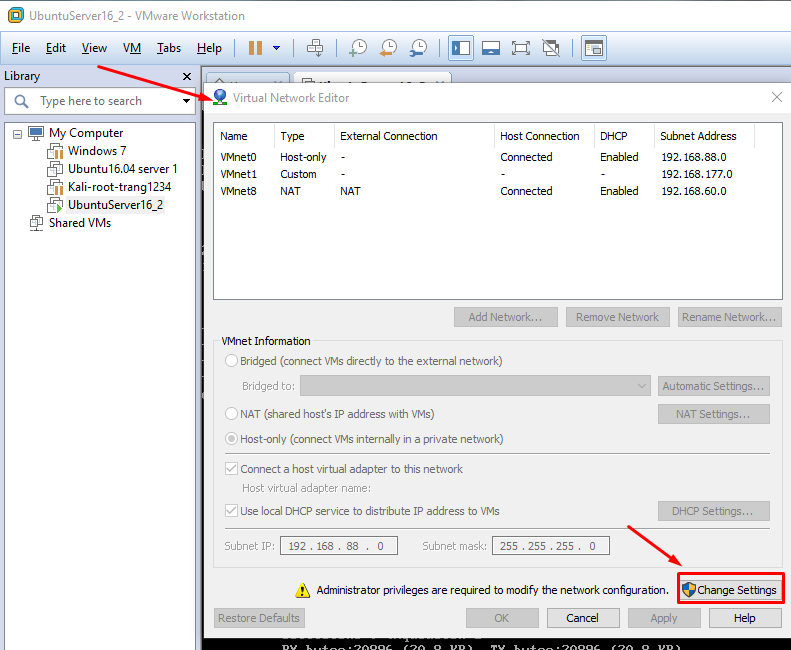 UbuntuServer16_2 - VMware Workstation
File Edit View VM Tabs Help
Library
Type here to search
My Computer
Windows 7
Ubuntu16.04 server 1
Kali-root-trang1234
UbuntuServer16_2
Shared VMs
Virtual Network Editor
Name Type External Connection Host Connection DHCP Subnet Address
VMnet0 Host-only - Connected Enabled 192.168.88.0
VMnet1 Custom - - - 192.168.177.0
VMnet8 NAT NAT Connected Enabled 192.168.60.0
Add Network... Remove Network Rename Network...
VMnet Information
Bridged (connect VMs directly to the external network)
Bridged to: Automatic Settings...
NAT (shared host's IP address with VMs) NAT Settings...
Host-only (connect VMs internally in a private network)
Connect a host virtual adapter to this network
Host virtual adapter name:
Use local DHCP service to distribute IP address to VMs DHCP Settings...
Subnet IP: 192 . 168 . 88 . 0 Subnet mask: 255 . 255 . 255 . 0
Administrator privileges are required to modify the network configuration. Change Settings
Restore Defaults OK Cancel Apply Help
RX bytes:20896 (20.8 KB) TX bytes:20896 (20.8 KB)